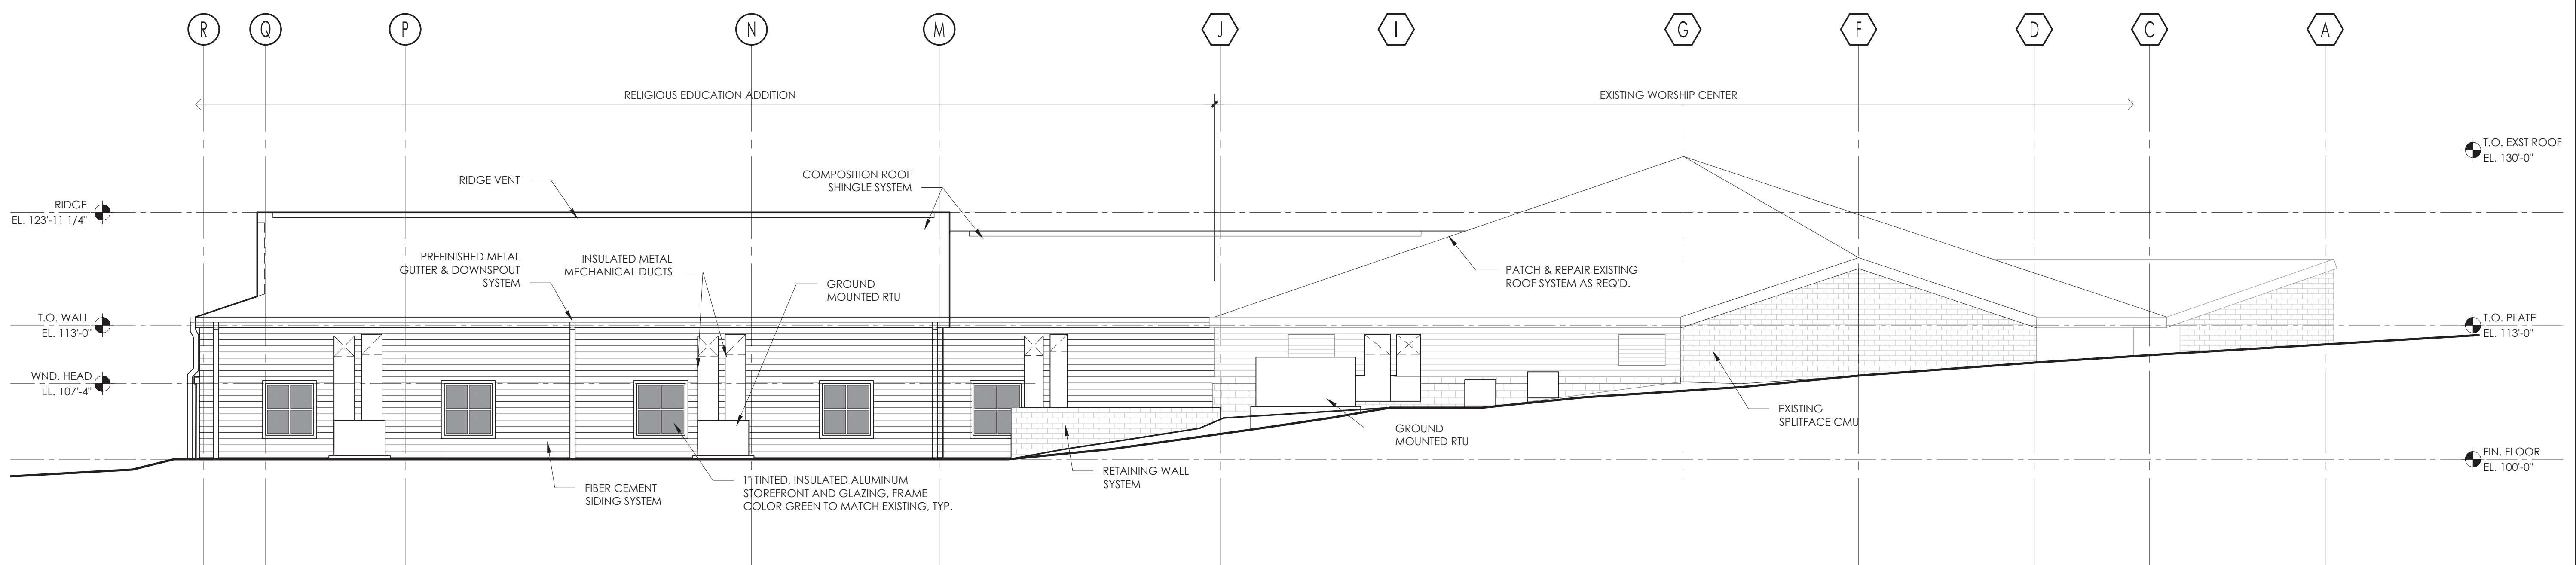 R Q P N M J I G F D C A
RELIGIOUS EDUCATION ADDITION
EXISTING WORSHIP CENTER
T.O. EXST ROOF
EL. 130'-0"
RIDGE VENT
COMPOSITION ROOF
SHINGLE SYSTEM
RIDGE
EL. 123'-11 1/4"
PREFINISHED METAL
GUTTER & DOWNSPOUT
SYSTEM
INSULATED METAL
MECHANICAL DUCTS
GROUND
MOUNTED RTU
PATCH & REPAIR EXISTING
ROOF SYSTEM AS REQ'D.
T.O. WALL
EL. 113'-0"
T.O. PLATE
EL. 113'-0"
WND. HEAD
EL. 107'-4"
EXISTING
SPLITFACE CMU
GROUND
MOUNTED RTU
FIN. FLOOR
EL. 100'-0"
RETAINING WALL
SYSTEM
FIBER CEMENT
SIDING SYSTEM
1" TINTED, INSULATED ALUMINUM
STOREFRONT AND GLAZING, FRAME
COLOR GREEN TO MATCH EXISTING, TYP.